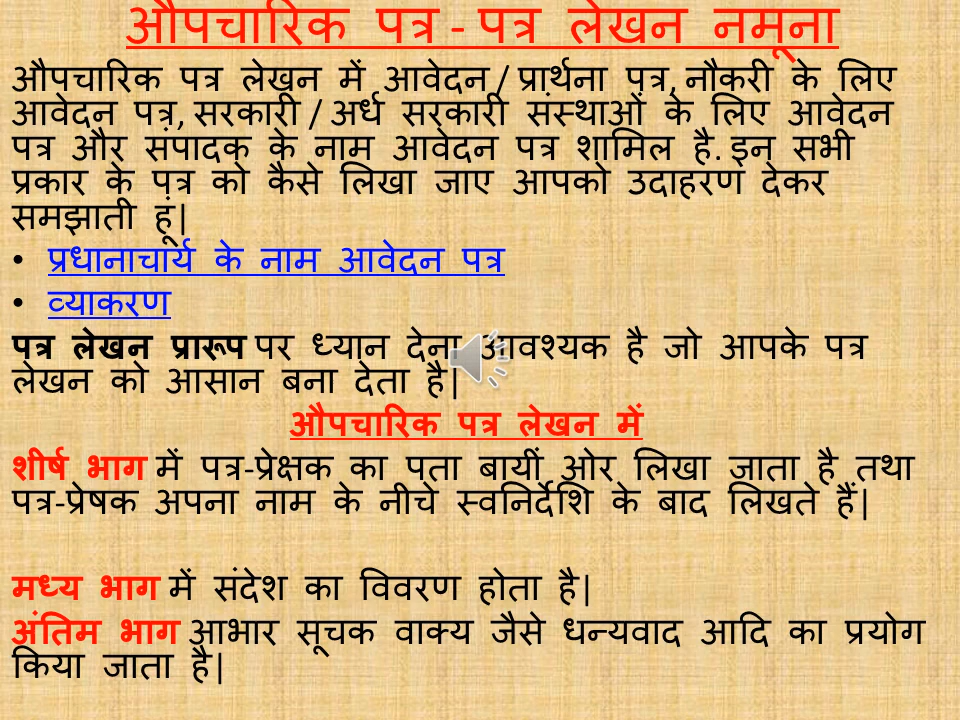 औपचारिक पत्र - पत्र लेखन नमूना
औपचारिक पत्र लेखन में आवेदन / प्रार्थना पत्र, नौकरी के लिए
आवेदन पत्र, सरकारी / अर्ध सरकारी संस्थाओं के लिए आवेदन
पत्र और संपादक के नाम आवेदन पत्र शामिल है. इन सभी
प्रकार के पत्र को कैसे लिखा जाए आपको उदाहरण देकर
समझाती हूं|
• प्रधानाचार्य के नाम आवेदन पत्र
• व्याकरण
पत्र लेखन प्रारूप पर ध्यान देना आवश्यक है जो आपके पत्र
लेखन को आसान बना देता है|
औपचारिक पत्र लेखन में
शीर्ष भाग में पत्र-प्रेक्षक का पता बायीं ओर लिखा जाता है तथा
पत्र-प्रेषक अपना नाम के नीचे स्वनिर्देशि के बाद लिखते हैं|
मध्य भाग में संदेश का विवरण होता है|
अंतिम भाग आभार सूचक वाक्य जैसे धन्यवाद आदि का प्रयोग
किया जाता है|